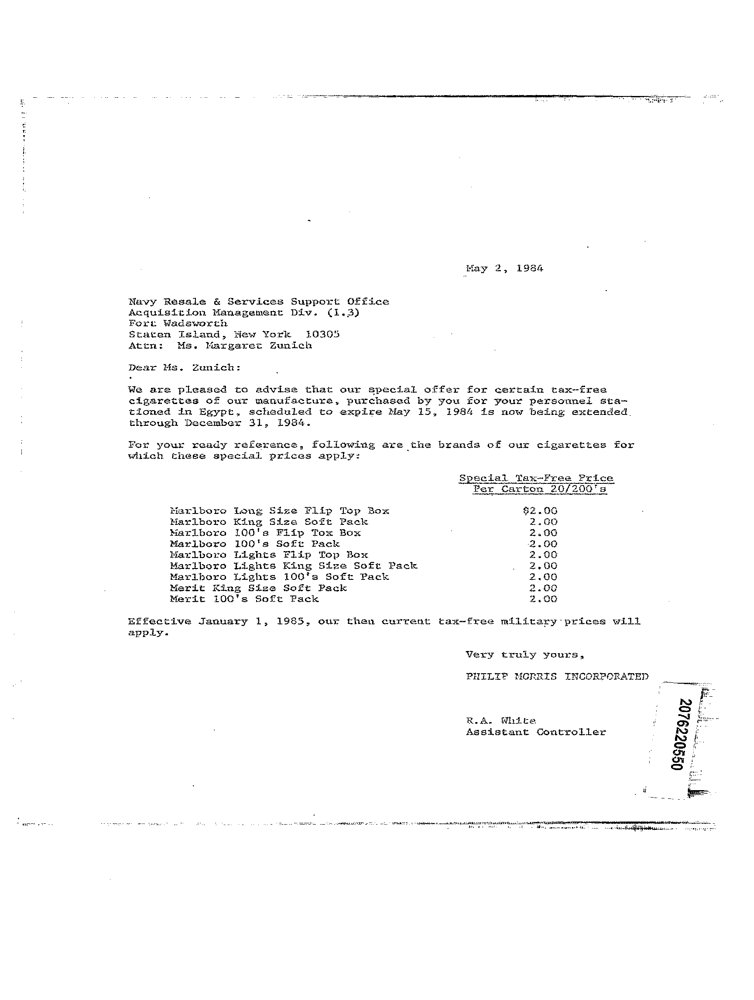 May 2, 1984
Navy Resale & Services Support Office
Acquisition Management Div. (1.3)
Fort Wadsworth
Staten Island, New York 10305
Attn: Ms. Margaret Zunich
Dear Ms. Zunich:
We are pleased to advise that our special offer for certain tax-free
cigarettes of our manufacture, purchased by you for your personnel sta-
tioned in Egypt, scheduled to expire May 15, 1984 is now being extended
through December 31, 1984.
For your ready reference, following are the brands of our cigarettes for
which these special prices apply:
Special Tax-Free Price
Per Carton 20/200's
Marlboro Long Size Flip Top Box $2.00
Marlboro King Size Soft Pack 2.00
Marlboro 100's Flip Tox Box 2.00
Marlboro 100's Soft Pack 2.00
Marlboro Lights Flip Top Box 2.00
Marlboro Lights King Size Soft Pack 2.00
Marlboro Lights 100's Soft Pack 2.00
Merit King Size Soft Pack 2.00
Merit 100's Soft Pack 2.00
Effective January 1, 1985, our then current tax-free military prices will
apply.
Very truly yours,
PHILIP MORRIS INCORPORATED
R.A. White
Assistant Controller
2076220550